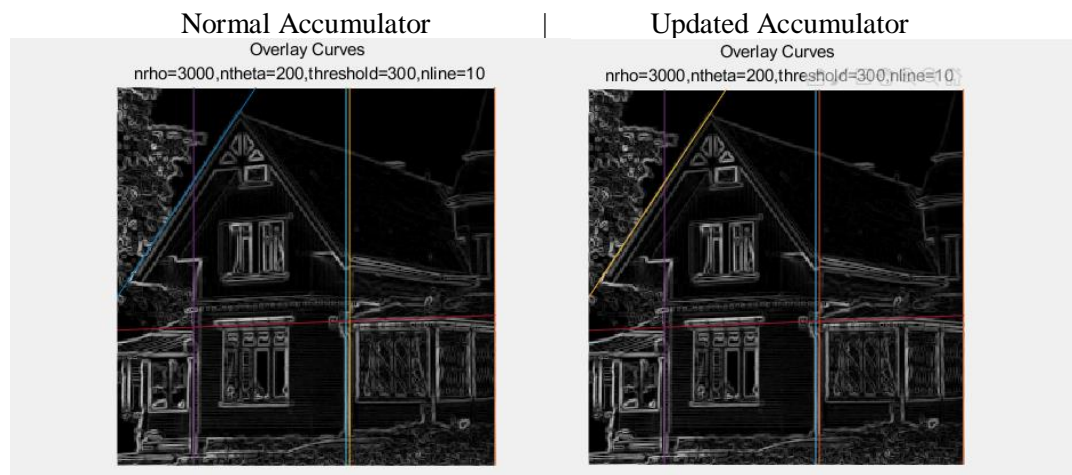 Normal Accumulator | Updated Accumulator
Overlay Curves
nrho=3000,ntheta=200,threshold=300,nline=10
Overlay Curves
nrho=3000,ntheta=200,threshold=300,nline=10